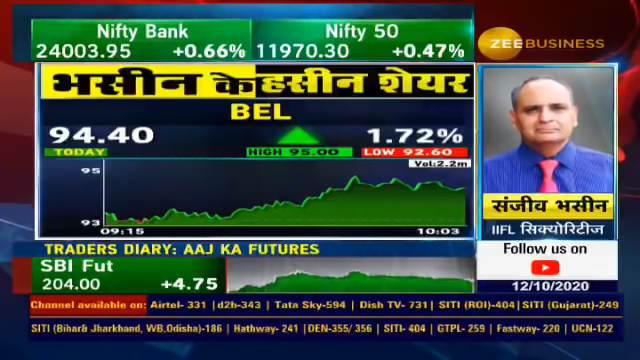 Nifty Bank
24003.95 +0.66%
Nifty 50
11970.30 +0.47%
ZEEBUSINESS
भसीन के हसीन शेयर
BEL
94.40 1.72%
TODAY HIGH 95.00 LOW 92.60
Vol:2.2m
95
93
09:15 10:03
संजीव भसीन
IIFL सिक्योरिटीज
Follow us on
12/10/2020
TRADERS DIARY: AAJ KA FUTURES
SBI Fut
204.00 +4.75
Channel available on: Airtel- 331 | d2h-343 | Tata Sky-594 | Dish TV- 731 | SITI (ROI)-404 | SITI (Gujarat)-249
SITI (Bihar& Jharkhand, WB,Odisha)-186 | Hathway- 241 | DEN-355/ 356 | SITI- 404 | GTPL- 259 | Fastway- 220 | UCN-122